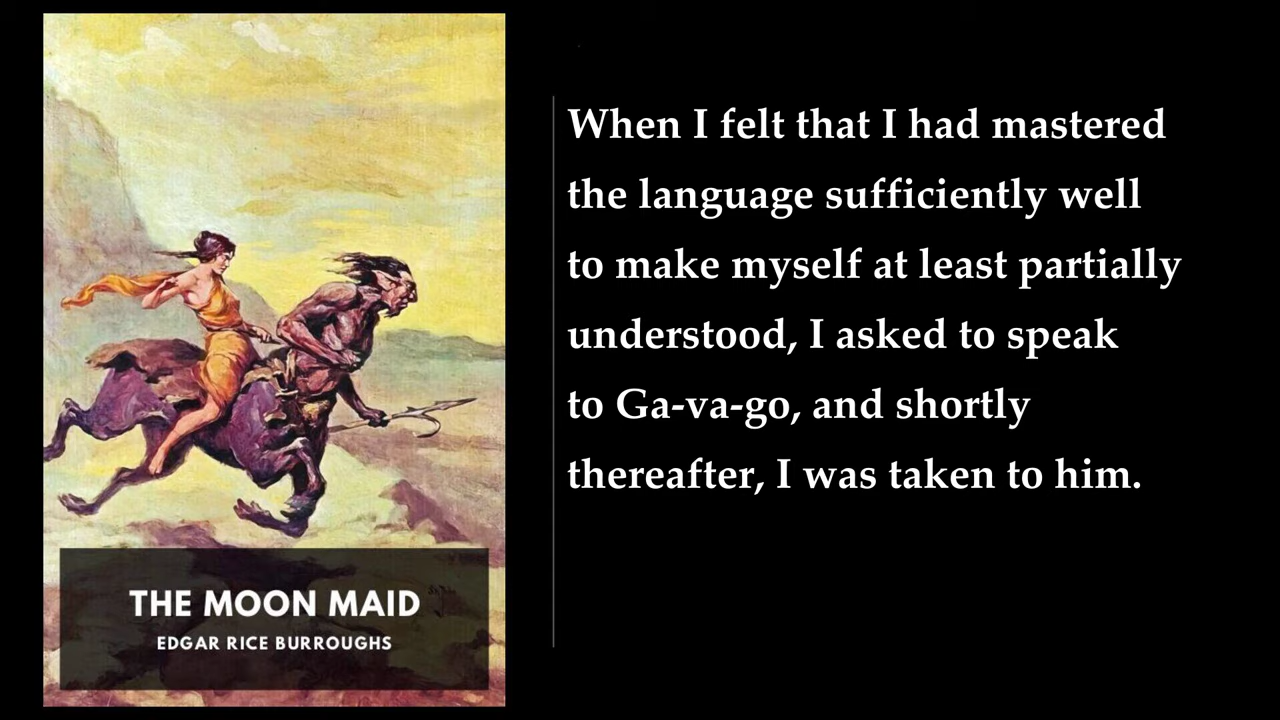 THE MOON MAID
EDGAR RICE BURROUGHS
When I felt that I had mastered
the language sufficiently well
to make myself at least partially
understood, I asked to speak
to Ga-va-go, and shortly
thereafter, I was taken to him.